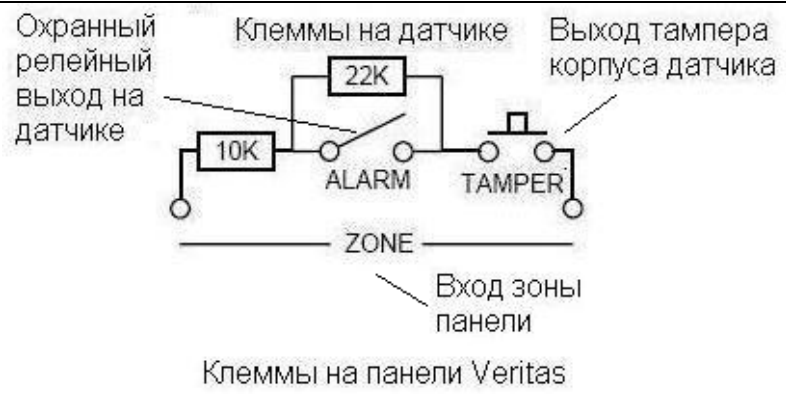 Охранный
релейный
выход на
датчике
Клеммы на датчике
Выход тампера
корпуса датчика
22K
10K
ALARM
TAMPER
ZONE
Вход зоны
панели
Клеммы на панели Veritas